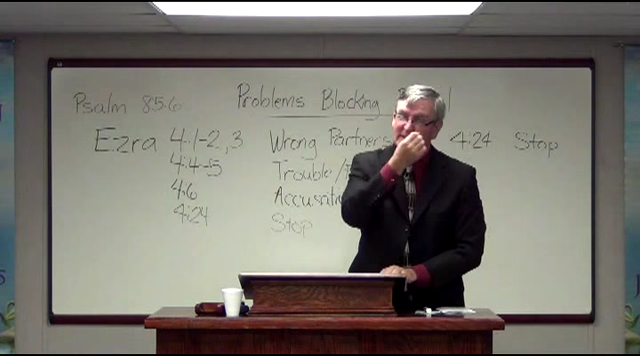 Psalm 85:6 Problems Blocking
Ezra 4:1-2,3 Wrong Partners 4:24 Stop
4:4-5 Trouble/
4:6
4:24 Stop